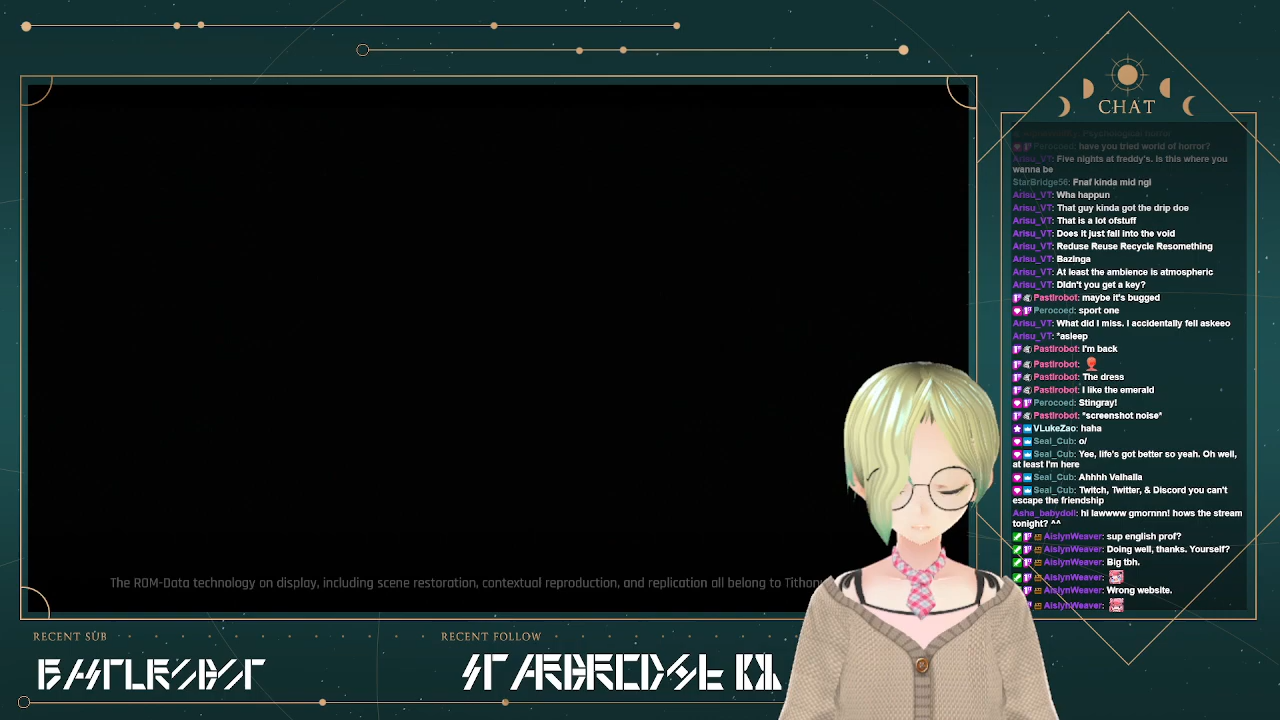 CHAT
Psychological horror
Perocoed: have you tried world of horror?
Arisu_VT: Five nights at freddy's. is this where you
wanna be
StarBridge56: Fnaf kinda mid ngl
Arisu_VT: Wha happun
Arisu_VT: That guy kinda got the drip doe
Arisu_VT: That is a lot ofstuff
Arisu_VT: Does it just fall into the void
Arisu_VT: Reduse Reuse Recycle Resomething
Arisu_VT: Bazinga
Arisu_VT: At least the ambience is atmospheric
Arisu_VT: Didn't you get a key?
Pastirobot: maybe it's bugged
Perocoed: sport one
Arisu_VT: What did I miss. I accidentally fell askeeo
Arisu_VT: *asleep
Pastirobot: I'm back
Pastirobot:
Pastirobot: The dress
Pastirobot: I like the emerald
Perocoed: Stingray!
Pastirobot: *screenshot noise*
VLukeZao: haha
Seal_Cub: o/
Seal_Cub: Yee, life's got better so yeah. Oh well,
at least I'm here
Seal_Cub: Ahhhh Valhalla
Seal_Cub: Twitch, Twitter, & Discord you can't
escape the friendship
Asha_babydoll: hi lawwww gmornnn! hows the stream
tonight? ^^
AislynWeaver: sup english prof?
AislynWeaver: Doing well, thanks. Yourself?
AislynWeaver: Big tbh.
AislynWeaver:
AislynWeaver: Wrong website.
AislynWeaver:
The ROM-Data technology on display, including scene restoration, contextual reproduction, and replication all belong to
RECENT SUB
RECENT FOLLOW